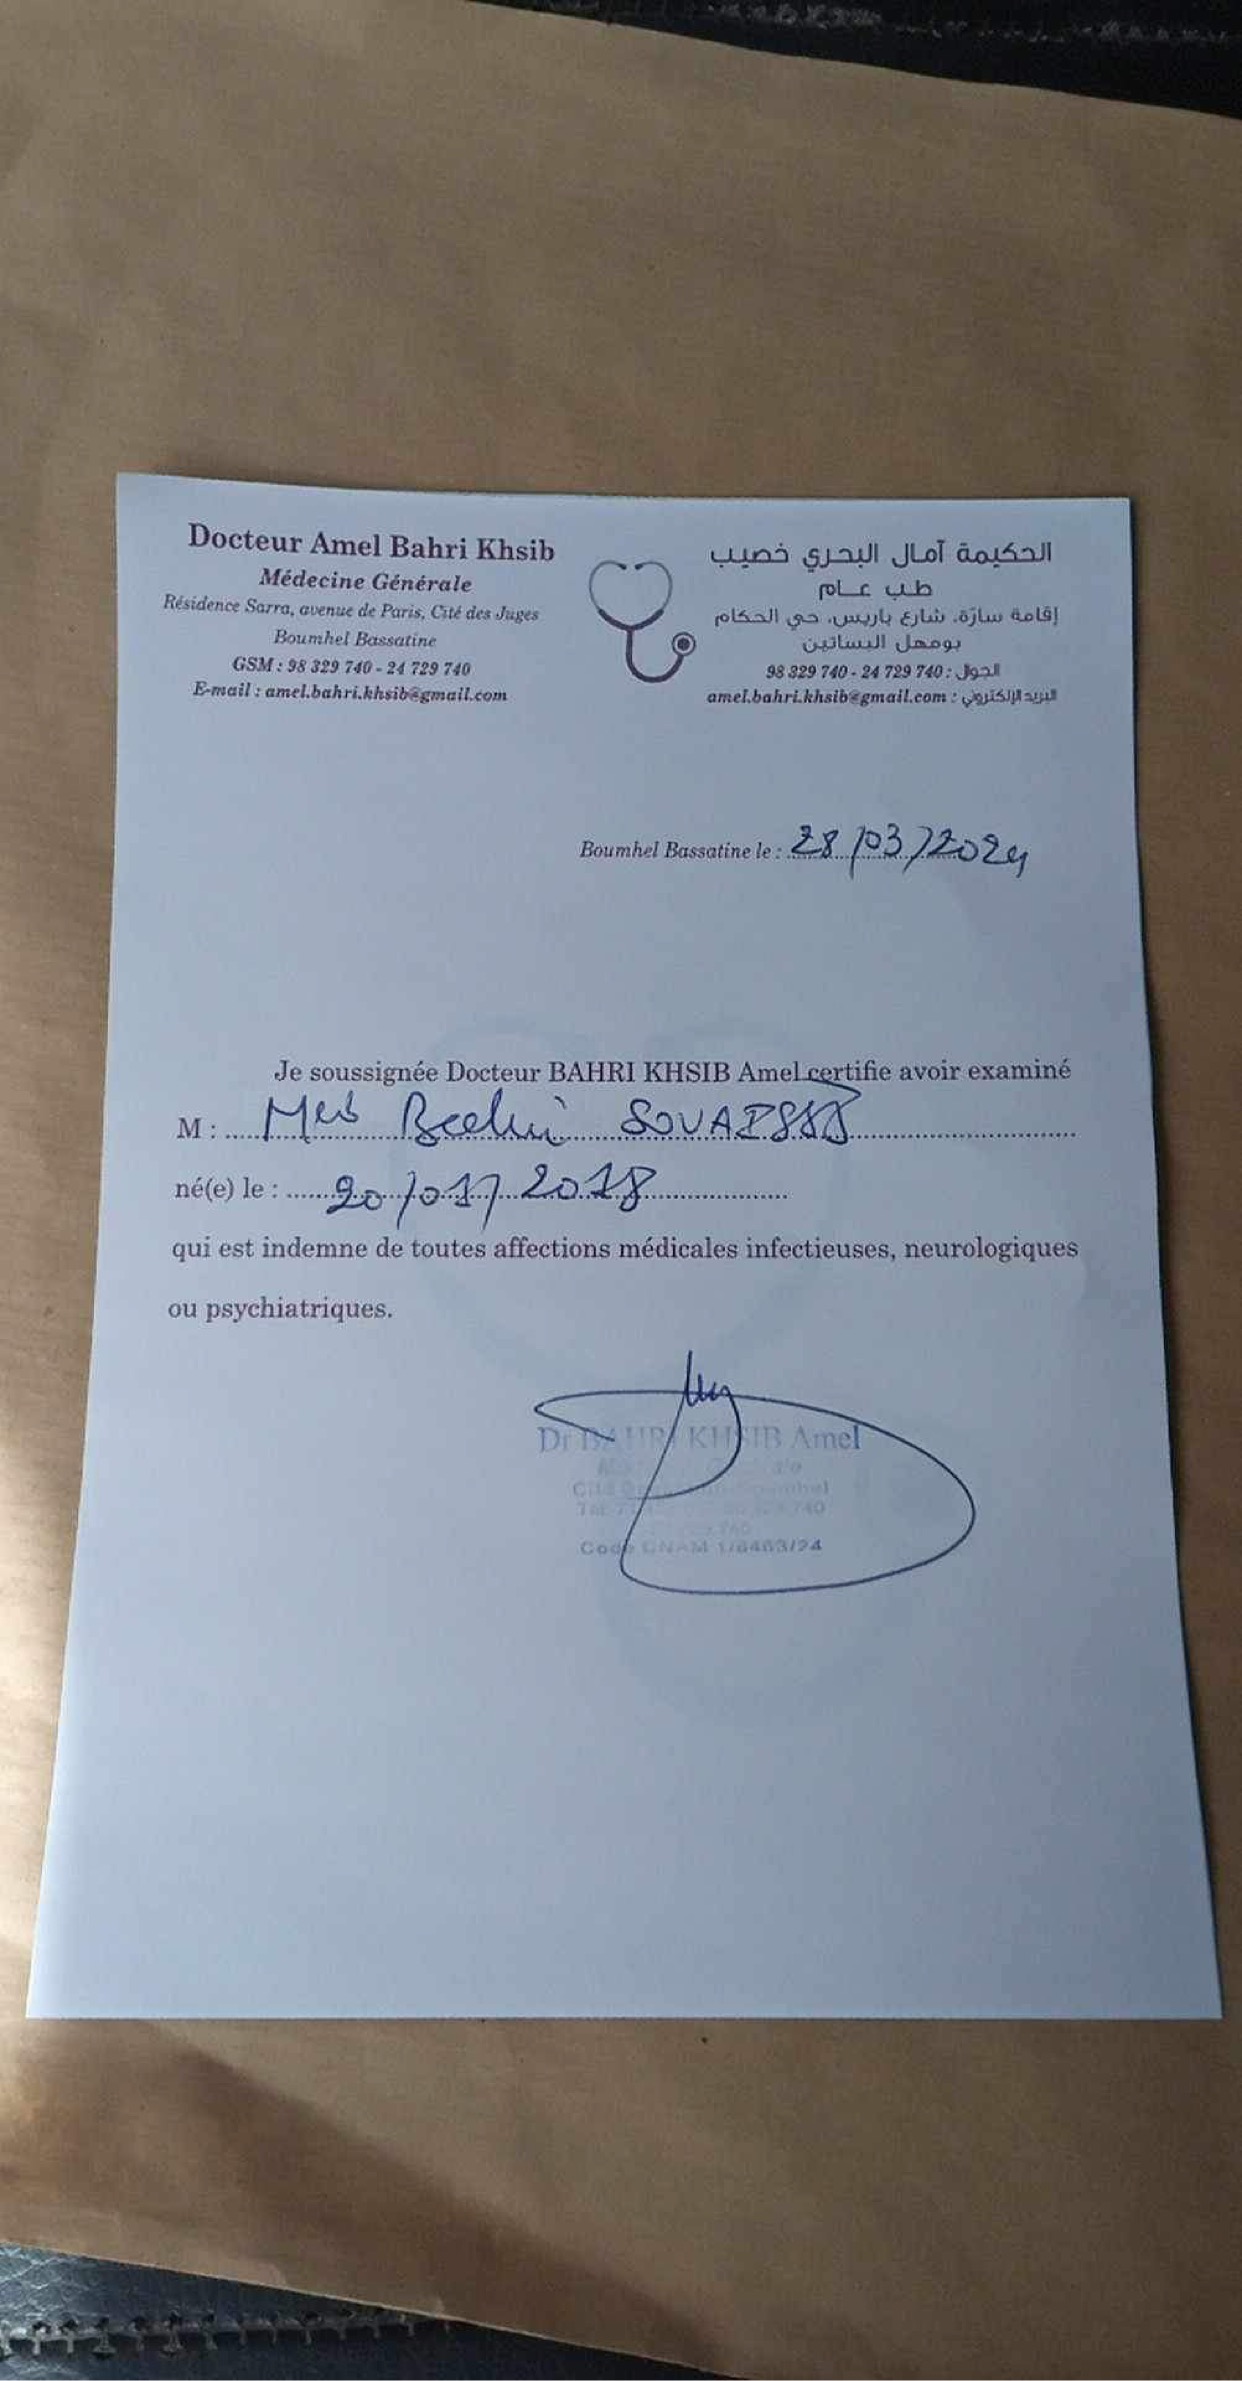 Docteur Amel Bahri Khsib
Médecine Générale
Résidence Sarra, avenue de Paris, Cité des Juges
Boumhel Bassatine
GSM : 98 329 740 - 24 729 740
E-mail : amel.bahri.khsib@gmail.com
الحكيمة آمال البحري خصيب
طب عام
إقامة سارة، شارع باريس، حي الحكام
بومهل البساتين
الجوال : 740 729 24 - 740 329 98
البريد الإلكتروني : amel.bahri.khsib@gmail.com
Boumhel Bassatine le : 28/03/2024
Je soussignée Docteur BAHRI KHSIB Amel certifie avoir examiné
M :
né(e) le : 20/01/2018
qui est indemne de toutes affections médicales infectieuses, neurologiques
ou psychiatriques.
Dr BAHRI KHSIB Amel
Code CNAM